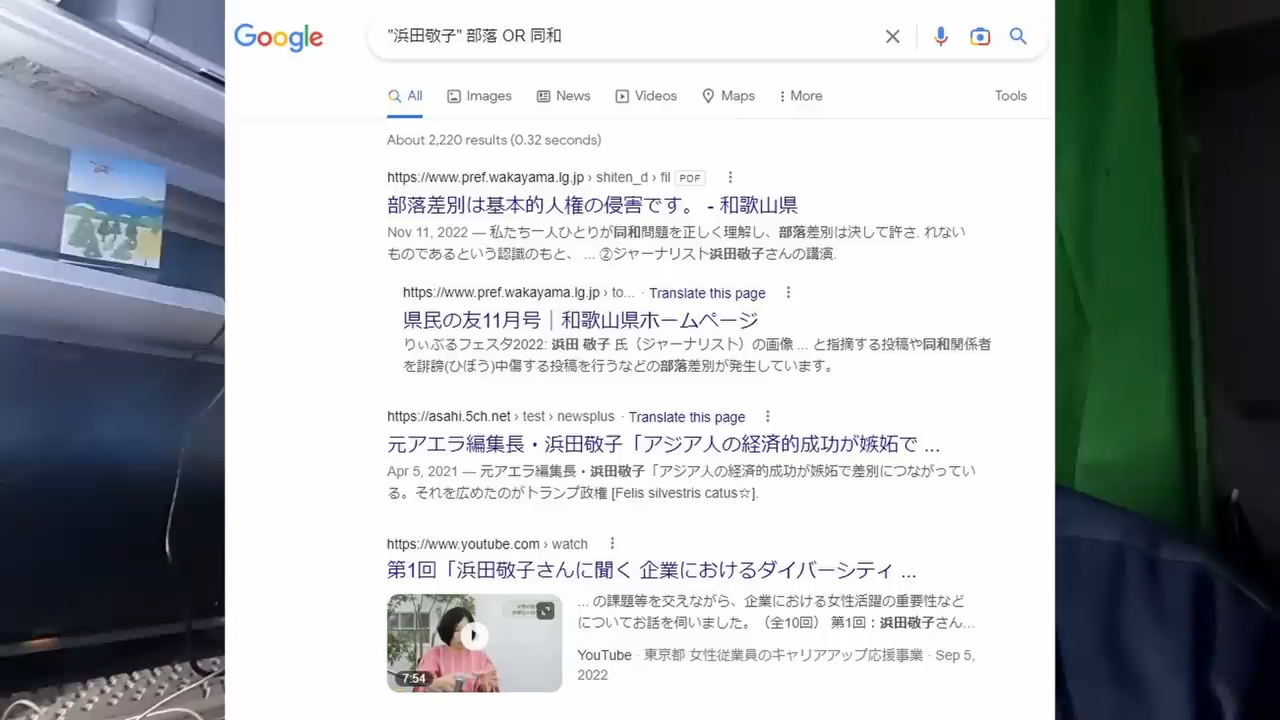 Google
"浜田敬子" 部落 OR 同和
All Images News Videos Maps More Tools
About 2,220 results (0.32 seconds)
https://www.pref.wakayama.lg.jp › shiten_d › fil PDF
部落差別は基本的人権の侵害です。 - 和歌山県
Nov 11, 2022 — 私たち一人ひとりが同和問題を正しく理解し、部落差別は決して許さ. れない
ものであるという認識のもと、 ... ②ジャーナリスト浜田敬子さんの講演.
https://www.pref.wakayama.lg.jp › to... · Translate this page
県民の友11月号｜和歌山県ホームページ
りぃぶるフェスタ2022: 浜田 敬子 氏（ジャーナリスト）の画像 ... と指摘する投稿や同和関係者
を誹謗(ひぼう)中傷する投稿を行うなどの部落差別が発生しています。
https://asahi.5ch.net › test › newsplus · Translate this page
元アエラ編集長・浜田敬子「アジア人の経済的成功が嫉妬で ...
Apr 5, 2021 — 元アエラ編集長・浜田敬子「アジア人の経済的成功が嫉妬で差別につながってい
る。それを広めたのがトランプ政権 [Felis silvestris catus☆].
https://www.youtube.com › watch
第1回「浜田敬子さんに聞く 企業におけるダイバーシティ ...
... の課題等を交えながら、企業における女性活躍の重要性など
についてお話を伺いました。（全10回） 第1回：浜田敬子さん...
7:54
YouTube · 東京都 女性従業員のキャリアアップ応援事業 · Sep 5,
2022